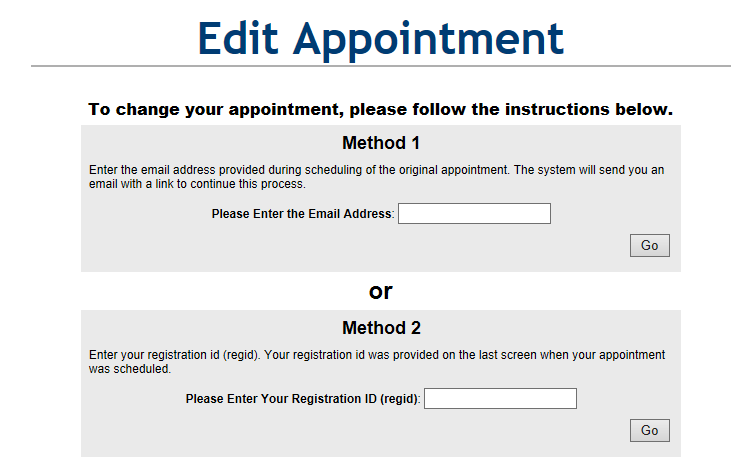 Edit Appointment
To change your appointment, please follow the instructions below.
Method 1
Enter the email address provided during scheduling of the original appointment. The system will send you an
email with a link to continue this process.
Please Enter the Email Address:
Go
or
Method 2
Enter your registration id (regid). Your registration id was provided on the last screen when your appointment
was scheduled.
Please Enter Your Registration ID (regid):
Go